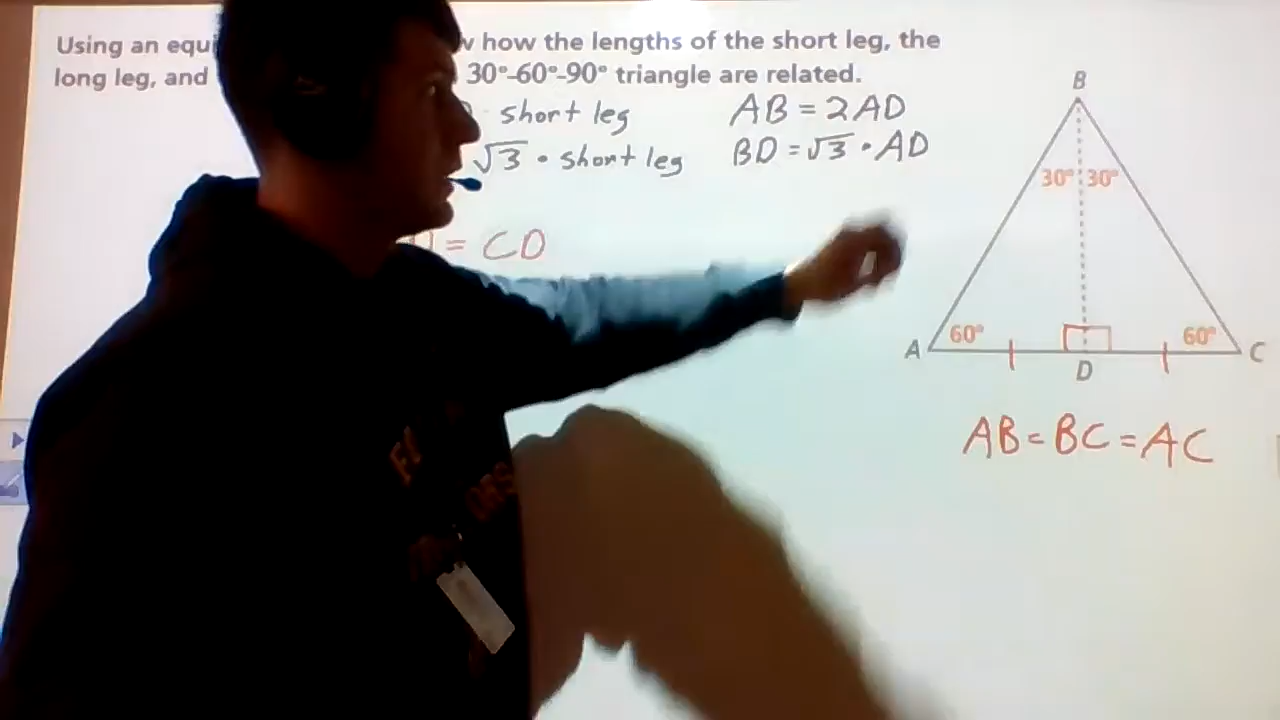 Using an how the lengths of the short leg, the
long leg, and 30°-60°-90° triangle are related.
short leg
√3 • short leg
AB = 2AD
BD = √3 • AD
= CD
B
30° 30°
60° 60°
A D C
AB = BC = AC